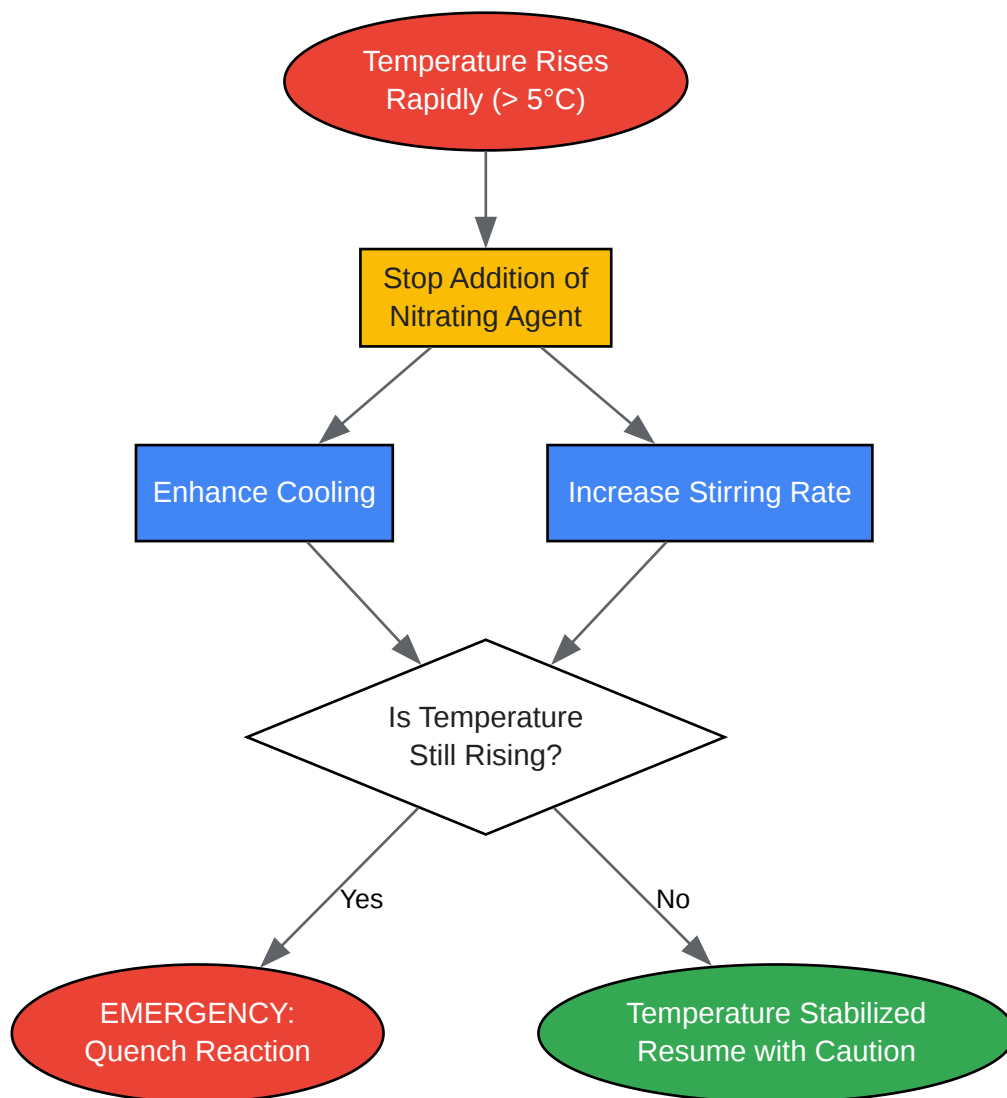 Temperature Rises
Rapidly (> 5°C)
Stop Addition of
Nitrating Agent
Enhance Cooling
Increase Stirring Rate
Is Temperature
Still Rising?
Yes
No
EMERGENCY:
Quench Reaction
Temperature Stabilized
Resume with Caution